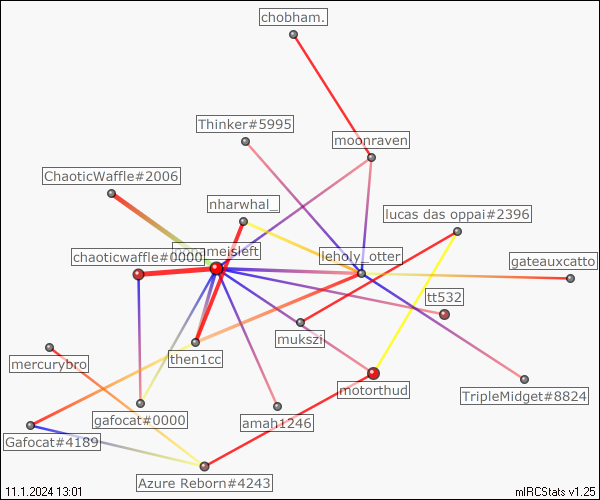 chobham.
Thinker#5995
moonraven
ChaoticWaffle#2006
nharwhal_
lucas das oppai#2396
chaoticwaffle#0000
leholy_otter
gateauxcatto
tt532
mukszi
then1cc
mercurybro
motorthud
TripleMidget#8824
gafocat#0000
amah1246
Gafocat#4189
Azure Reborn#4243
11.1.2024 13:01
mIRCStats v1.25